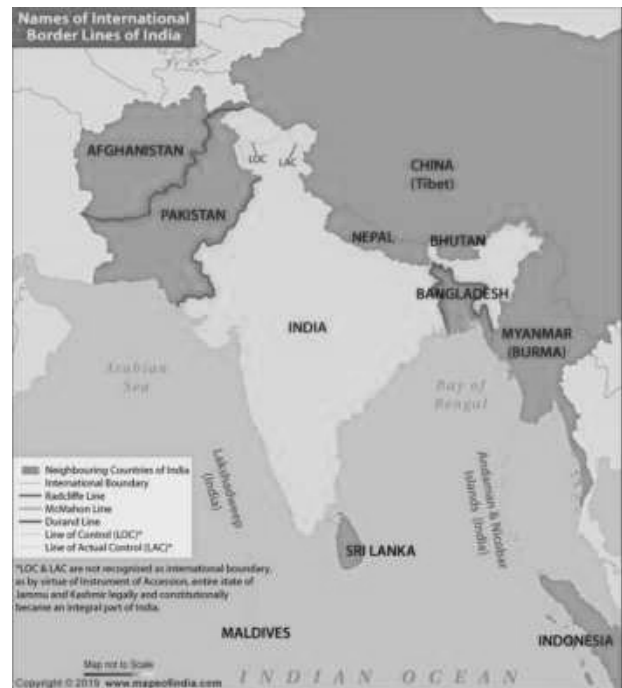 Names of International
Border Lines of India
AFGHANISTAN
LOC
LAC
CHINA
(Tibet)
PAKISTAN
NEPAL
BHUTAN
BANGLADESH
INDIA
MYANMAR
(BURMA)
Arabian
Sea
Bay of
Bengal
Lakshadweep
(India)
Andaman & Nicobar
Islands (India)
Neighbouring Countries of India
International Boundary
Radcliffe Line
McMahon Line
Durand Line
Line of Control (LOC)*
Line of Actual Control (LAC)*
SRI LANKA
*LOC & LAC are not recognised as international boundary,
as by virtue of Instrument of Accession, entire state of
Jammu and Kashmir legally and constitutionally
became an integral part of India.
MALDIVES
INDONESIA
Map not to Scale
INDIAN OCEAN
Copyright © 2019 www.mapsofindia.com